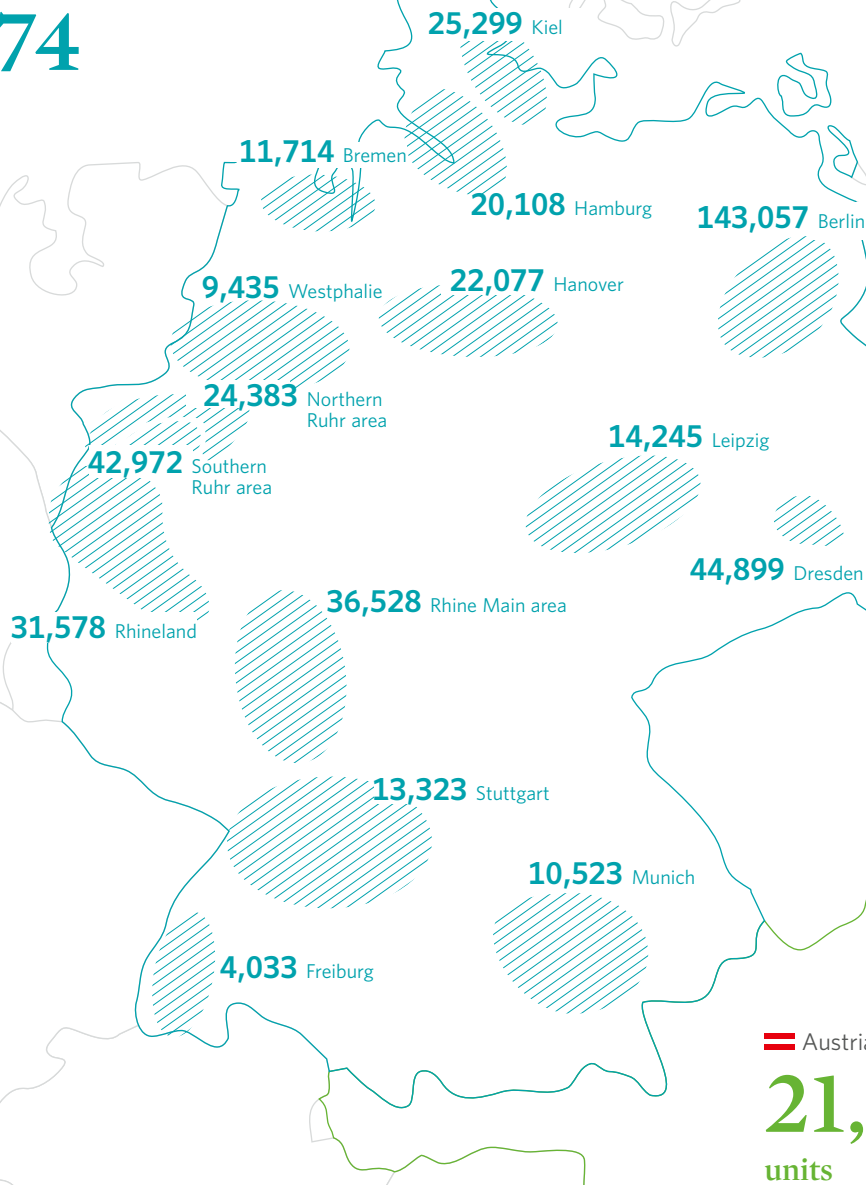 74
25,299 Kiel
11,714 Bremen
20,108 Hamburg
143,057 Berlin
9,435 Westphalie
22,077 Hanover
24,383 Northern
Ruhr area
14,245 Leipzig
42,972 Southern
Ruhr area
44,899 Dresden
36,528 Rhine Main area
31,578 Rhineland
13,323 Stuttgart
10,523 Munich
4,033 Freiburg
Austria
21,
units